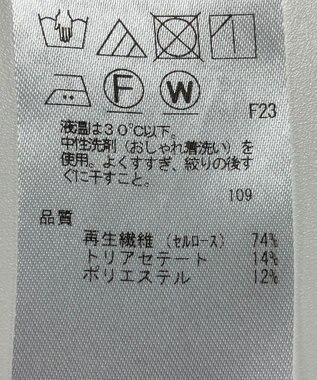 F
W
F23
液温は30℃以下。
中性洗剤（おしゃれ着洗い）を
使用。よくすすぎ、絞りの後す
ぐに干すこと。
109
品質
再生繊維（セルロース） 74%
トリアセテート 14%
ポリエステル 12%